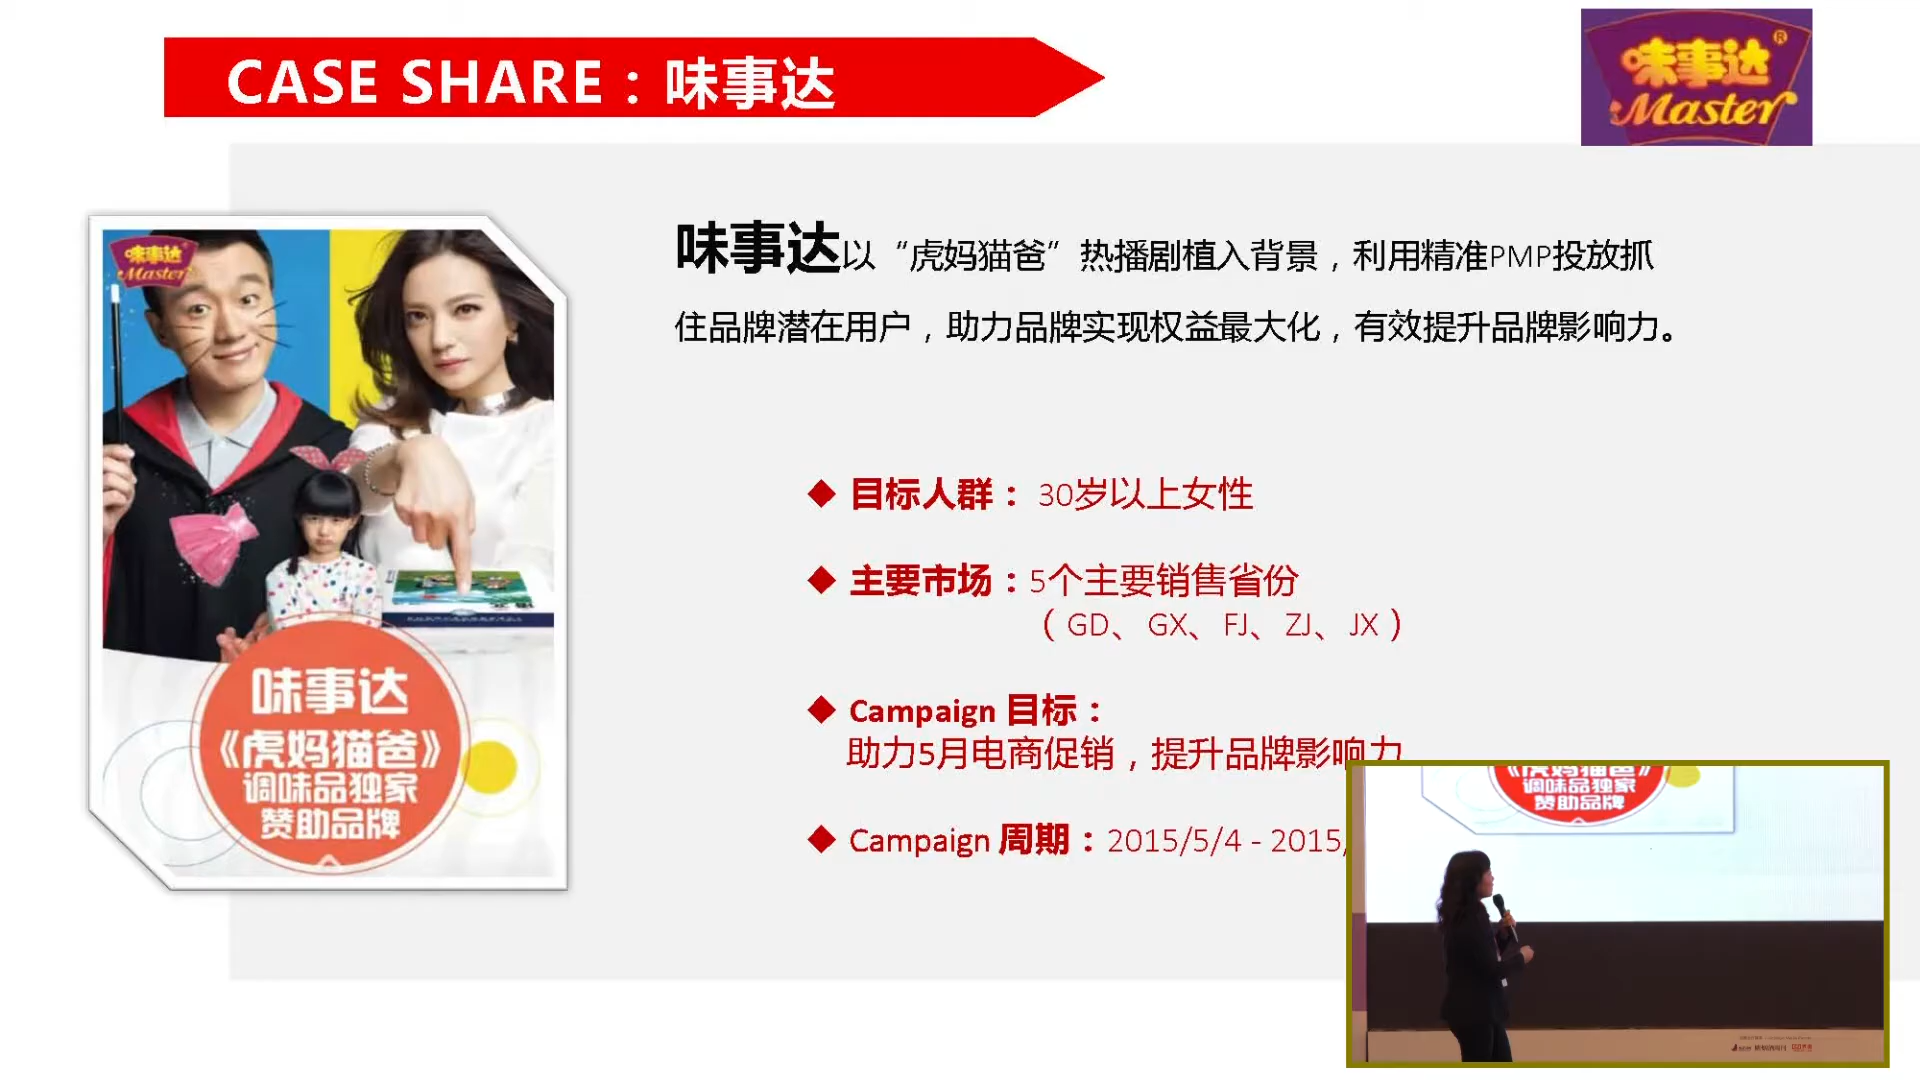 CASE SHARE：味事达
味事达®
Master
味事达
Master
味事达
《虎妈猫爸》
调味品独家
赞助品牌
味事达以“虎妈猫爸”热播剧植入背景，利用精准PMP投放抓
住品牌潜在用户，助力品牌实现权益最大化，有效提升品牌影响力。
◆ 目标人群： 30岁以上女性
◆ 主要市场：5个主要销售省份
（GD、GX、FJ、ZJ、JX）
◆ Campaign 目标：
助力5月电商促销，提升品牌影响力
◆ Campaign 周期：2015/5/4 - 2015/
《虎妈猫爸》
调味品独家
赞助品牌